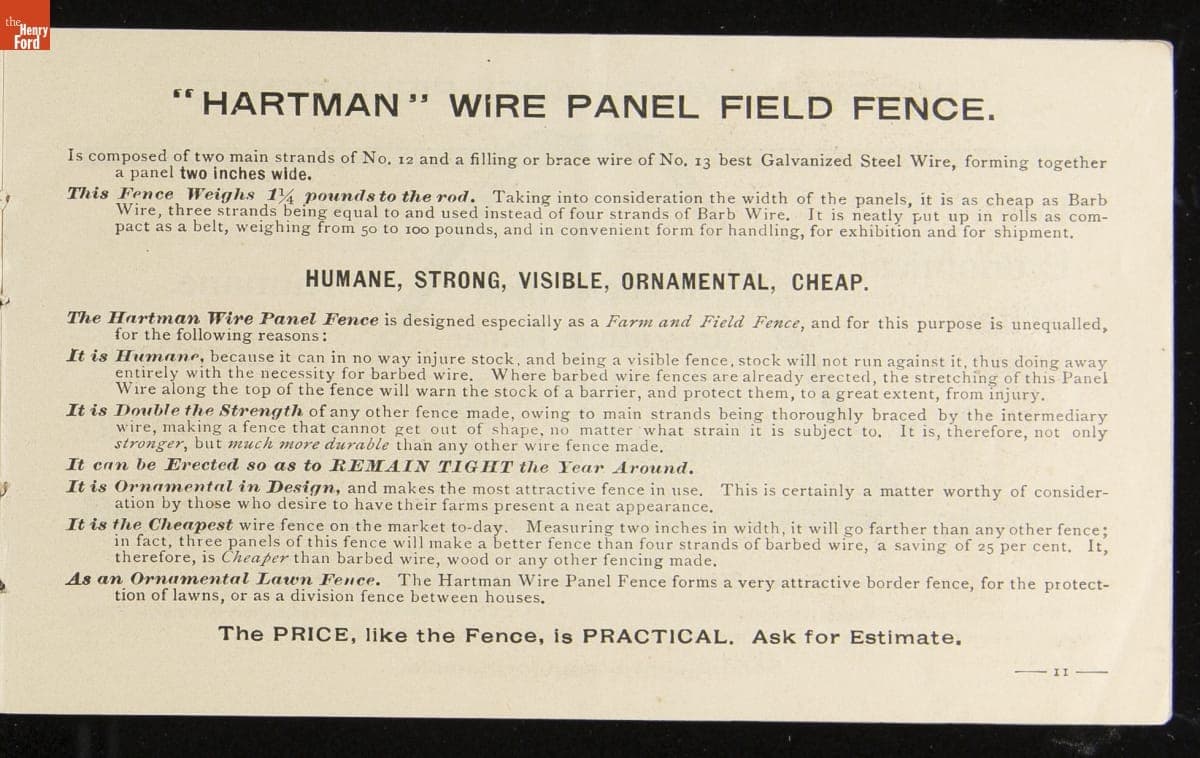 the
Henry
Ford
"HARTMAN" WIRE PANEL FIELD FENCE.
Is composed of two main strands of No. 12 and a filling or brace wire of No. 13 best Galvanized Steel Wire, forming together
a panel two inches wide.
This Fence Weighs 1¼ pounds to the rod. Taking into consideration the width of the panels, it is as cheap as Barb
Wire, three strands being equal to and used instead of four strands of Barb Wire. It is neatly put up in rolls as com-
pact as a belt, weighing from 50 to 100 pounds, and in convenient form for handling, for exhibition and for shipment.
HUMANE, STRONG, VISIBLE, ORNAMENTAL, CHEAP.
The Hartman Wire Panel Fence is designed especially as a Farm and Field Fence, and for this purpose is unequalled,
for the following reasons:
It is Humane, because it can in no way injure stock, and being a visible fence, stock will not run against it, thus doing away
entirely with the necessity for barbed wire. Where barbed wire fences are already erected, the stretching of this Panel
Wire along the top of the fence will warn the stock of a barrier, and protect them, to a great extent, from injury.
It is Double the Strength of any other fence made, owing to main strands being thoroughly braced by the intermediary
wire, making a fence that cannot get out of shape, no matter what strain it is subject to. It is, therefore, not only
stronger, but much more durable than any other wire fence made.
It can be Erected so as to REMAIN TIGHT the Year Around.
It is Ornamental in Design, and makes the most attractive fence in use. This is certainly a matter worthy of consider-
ation by those who desire to have their farms present a neat appearance.
It is the Cheapest wire fence on the market to-day. Measuring two inches in width, it will go farther than any other fence;
in fact, three panels of this fence will make a better fence than four strands of barbed wire, a saving of 25 per cent. It,
therefore, is Cheaper than barbed wire, wood or any other fencing made.
As an Ornamental Lawn Fence. The Hartman Wire Panel Fence forms a very attractive border fence, for the protect-
tion of lawns, or as a division fence between houses.
The PRICE, like the Fence, is PRACTICAL. Ask for Estimate.
— 11 —